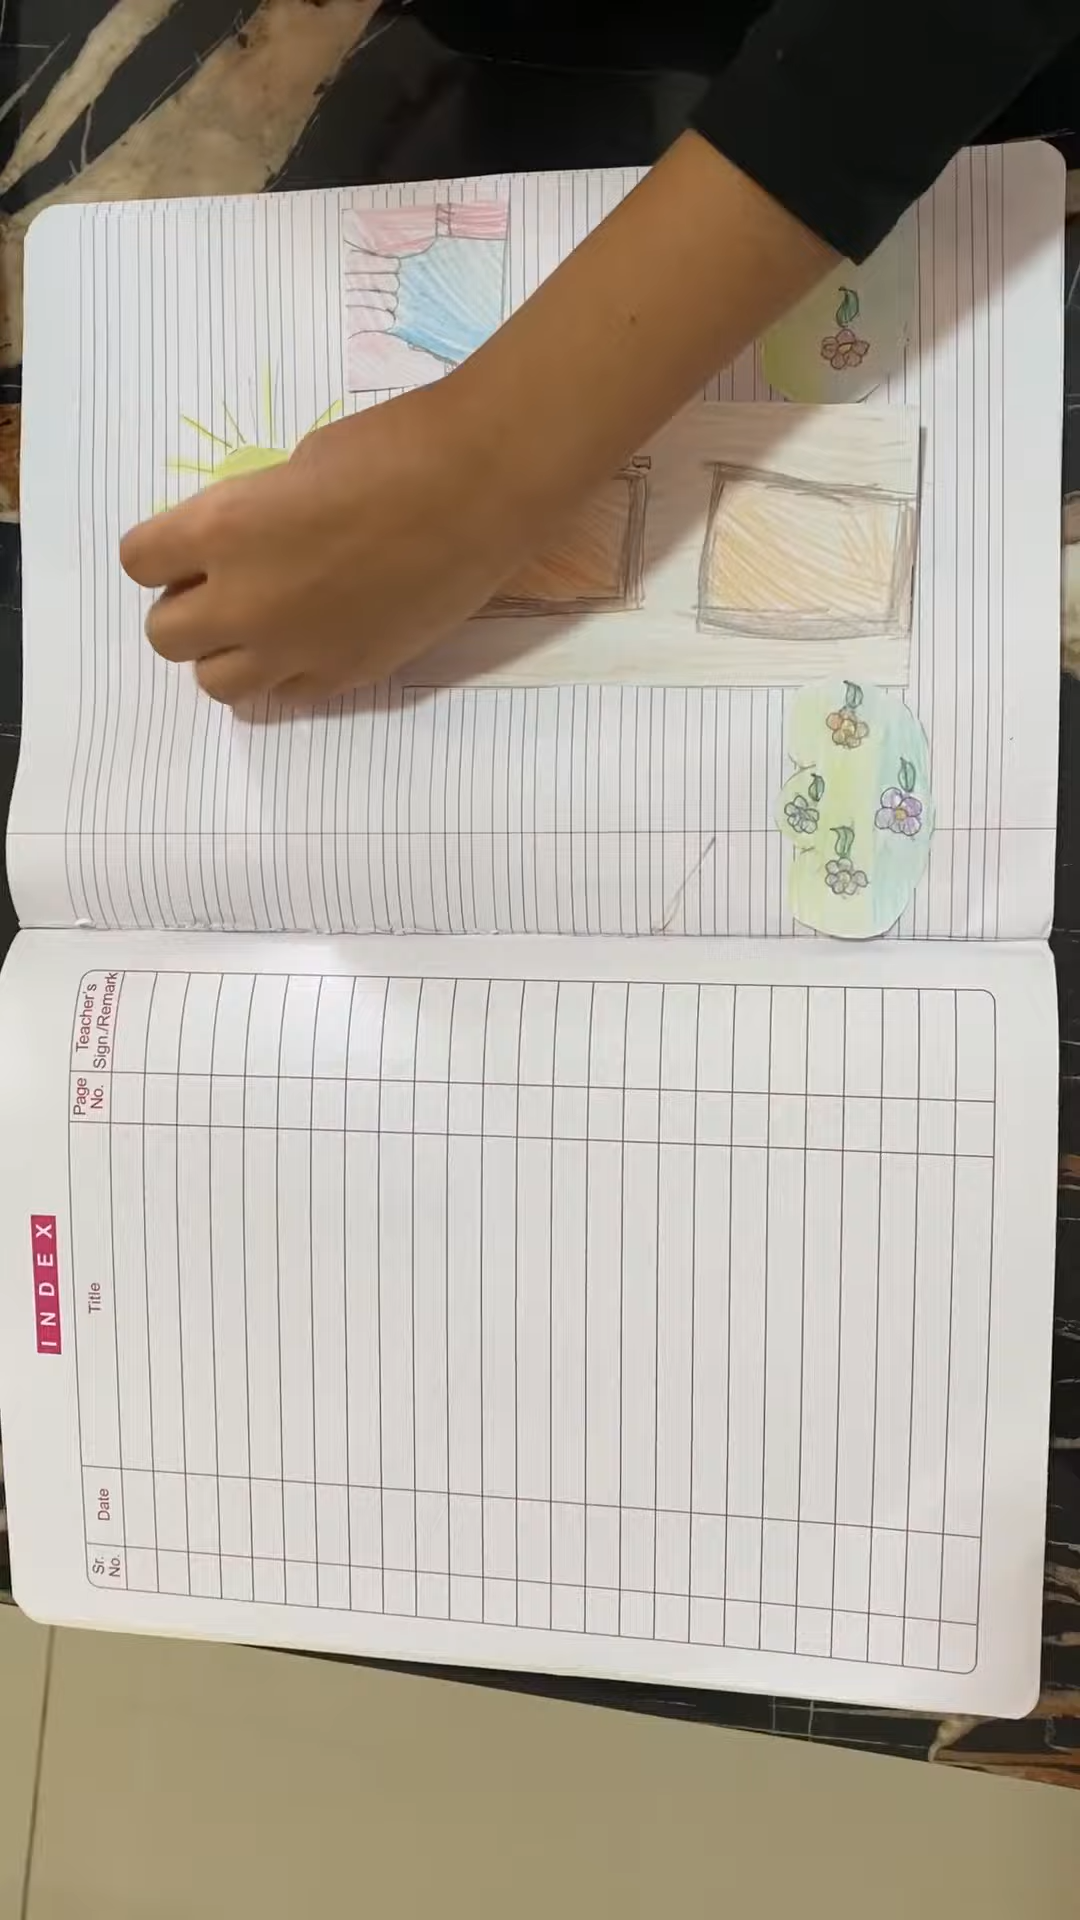 INDEX
Sr. No.
Date
Title
Page No.
Teacher's Sign./Remark